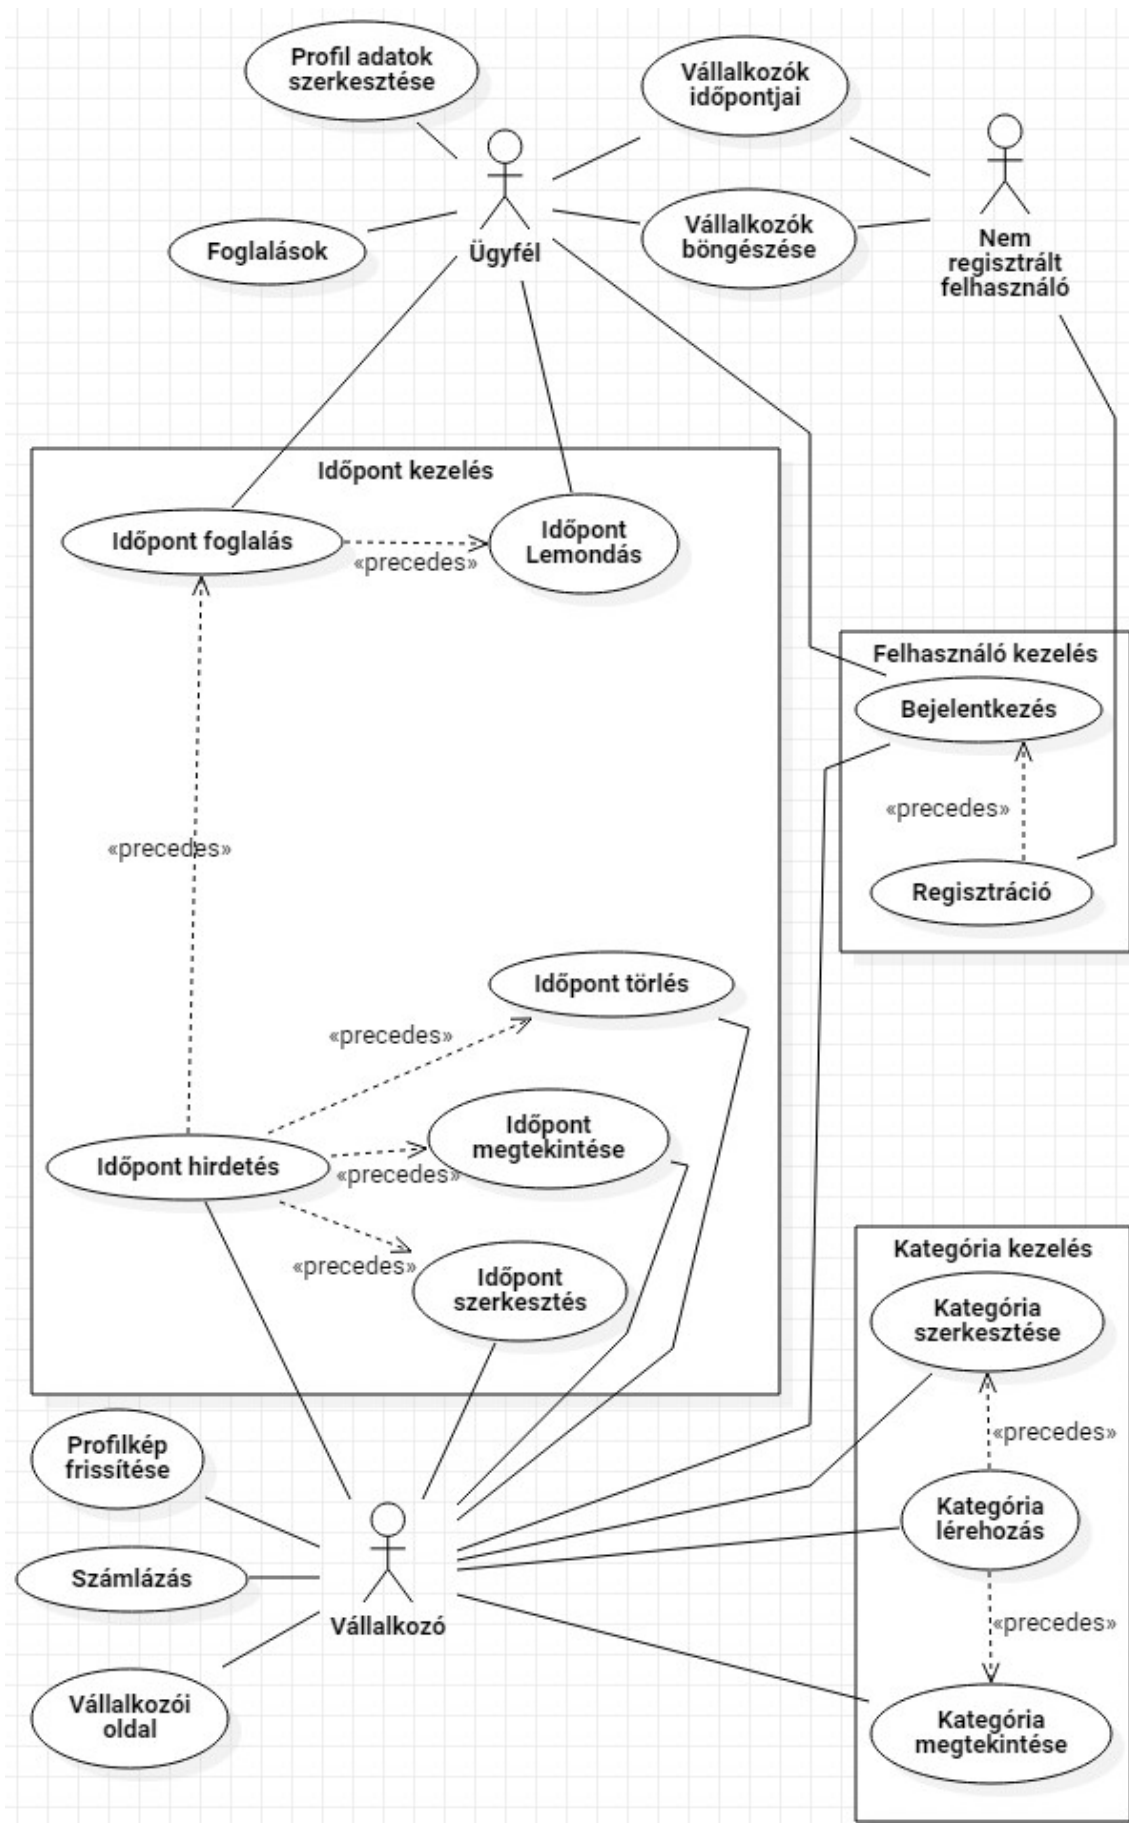 Profil adatok
szerkesztése
Vállalkozók
időpontjai
Foglalások
Ügyfél
Vállalkozók
böngészése
Nem
regisztrált
felhasználó
Időpont kezelés
Időpont foglalás
«precedes»
Időpont
Lemondás
Felhasználó kezelés
Bejelentkezés
«precedes»
Regisztráció
«precedes»
Időpont törlés
«precedes»
Időpont
megtekintése
Időpont hirdetés
«precedes»
«precedes»
Időpont
szerkesztés
Kategória kezelés
Kategória
szerkesztése
«precedes»
Kategória
lérehozás
«precedes»
Kategória
megtekintése
Profilkép
frissítése
Számlázás
Vállalkozó
Vállalkozói
oldal